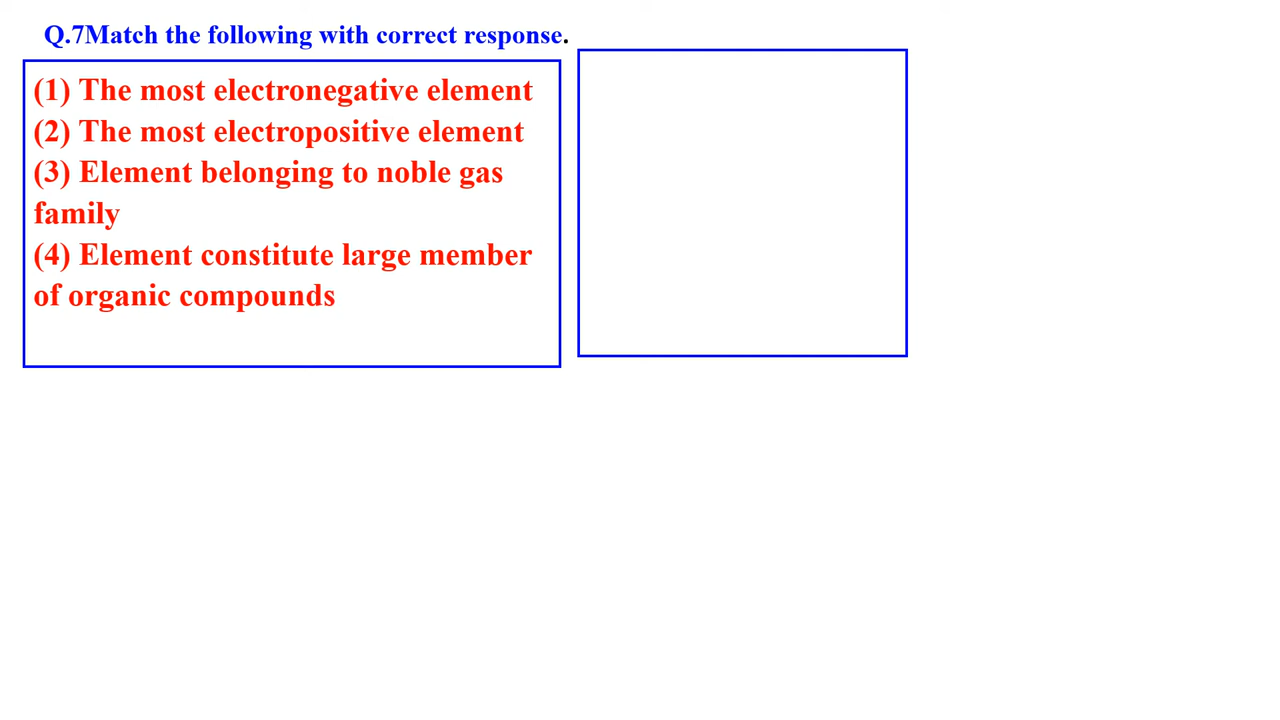 Q.7Match the following with correct response.
(1) The most electronegative element
(2) The most electropositive element
(3) Element belonging to noble gas
family
(4) Element constitute large member
of organic compounds